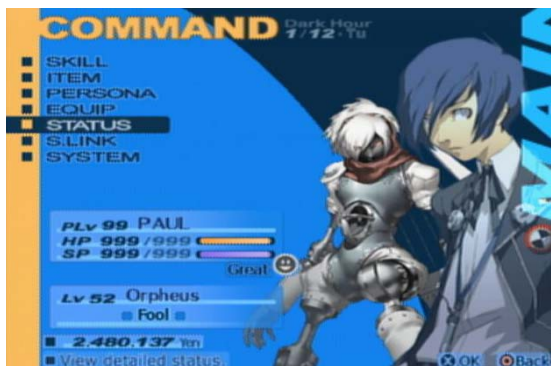 COMMAND
Dark Hour
1/12・Tu
SKILL
ITEM
PERSONA
EQUIP
STATUS
S.LINK
SYSTEM
PLv 99 PAUL
HP 999/999
SP 999/999
Great
Lv 52 Orpheus
Fool
2.480.137 Yen
View detailed status.
OK Back